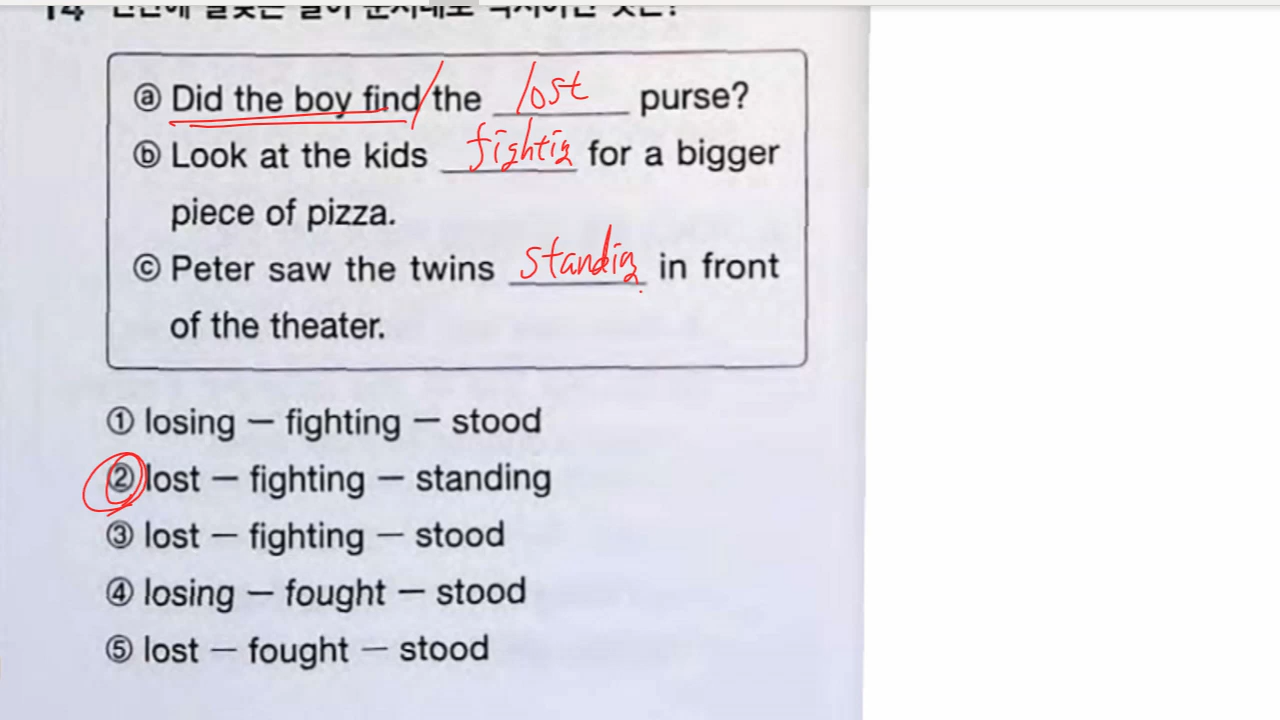 14
ⓐ Did the boy find / the lost purse?
ⓑ Look at the kids fightig for a bigger
piece of pizza.
ⓒ Peter saw the twins standig in front
of the theater.
① losing – fighting – stood
② lost – fighting – standing
③ lost – fighting – stood
④ losing – fought – stood
⑤ lost – fought – stood